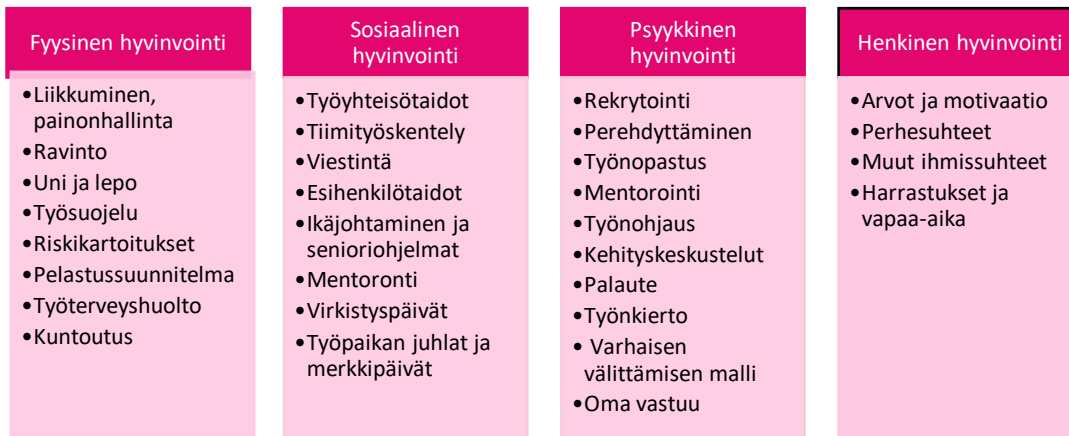 Fyysinen hyvinvointi
•Liikkuminen,
painonhallinta
•Ravinto
•Uni ja lepo
•Työsuojelu
•Riskikartoitukset
•Pelastussuunnitelma
•Työterveyshuolto
•Kuntoutus
Sosiaalinen
hyvinvointi
•Työyhteisötaidot
•Tiimityöskentely
•Viestintä
•Esihenkilötaidot
•Ikäjohtaminen ja
senioriohjelmat
•Mentoronti
•Virkistyspäivät
•Työpaikan juhlat ja
merkkipäivät
Psyykkinen
hyvinvointi
•Rekrytointi
•Perehdyttäminen
•Työnopastus
•Mentorointi
•Työnohjaus
•Kehityskeskustelut
•Palaute
•Työnkierto
• Varhaisen
välittämisen malli
•Oma vastuu
Henkinen hyvinvointi
•Arvot ja motivaatio
•Perhesuhteet
•Muut ihmissuhteet
•Harrastukset ja
vapaa-aika